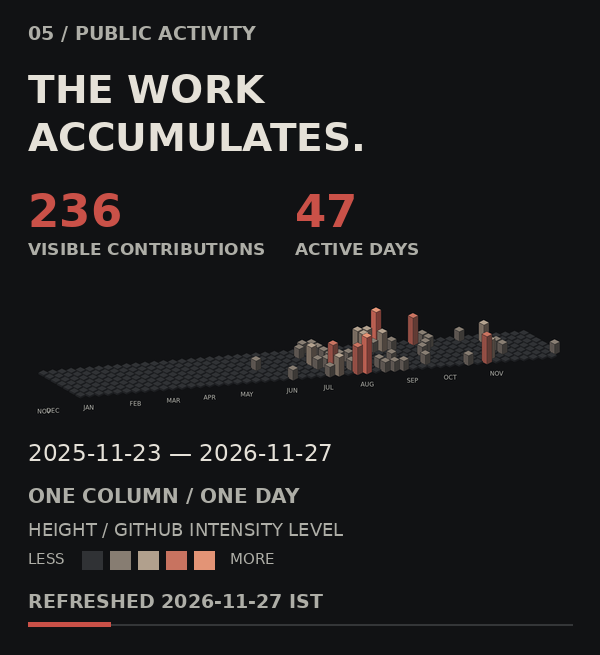 05 / PUBLIC ACTIVITY
THE WORK
ACCUMULATES.
236 47
VISIBLE CONTRIBUTIONS ACTIVE DAYS
NOV DEC JAN FEB MAR APR MAY JUN JUL AUG SEP OCT NOV
2025-11-23 — 2026-11-27
ONE COLUMN / ONE DAY
HEIGHT / GITHUB INTENSITY LEVEL
LESS MORE
REFRESHED 2026-11-27 IST